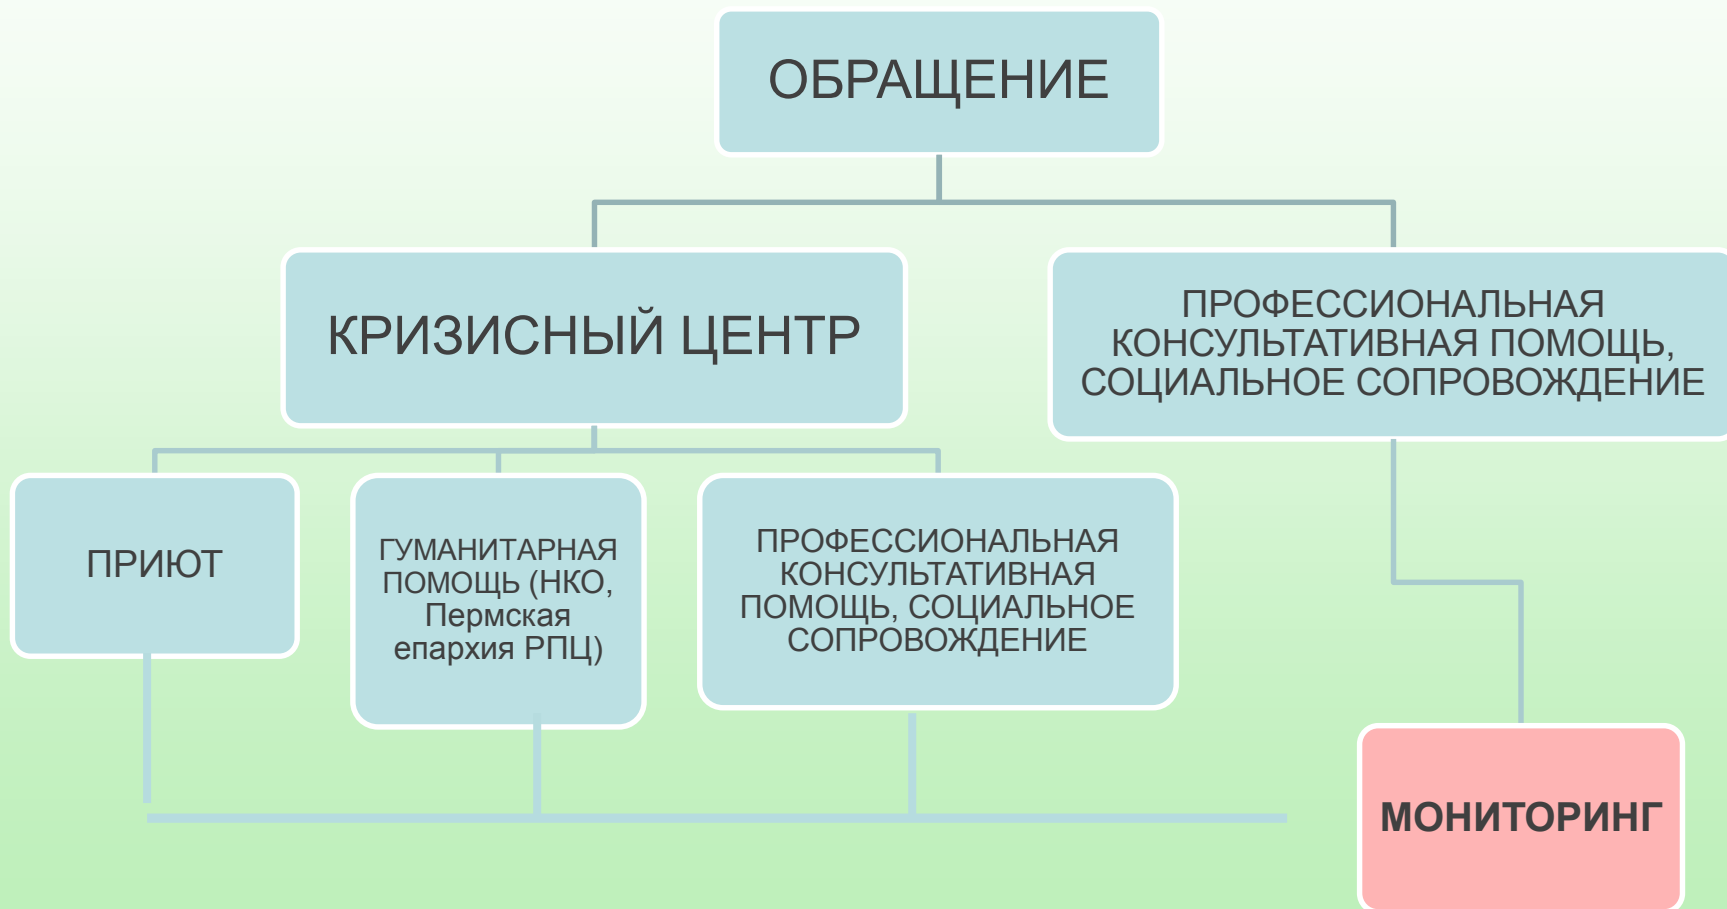 ОБРАЩЕНИЕ
КРИЗИСНЫЙ ЦЕНТР
ПРОФЕССИОНАЛЬНАЯ
КОНСУЛЬТАТИВНАЯ ПОМОЩЬ,
СОЦИАЛЬНОЕ СОПРОВОЖДЕНИЕ
ПРИЮТ
ГУМАНИТАРНАЯ
ПОМОЩЬ (НКО,
Пермская
епархия РПЦ)
ПРОФЕССИОНАЛЬНАЯ
КОНСУЛЬТАТИВНАЯ
ПОМОЩЬ, СОЦИАЛЬНОЕ
СОПРОВОЖДЕНИЕ
МОНИТОРИНГ